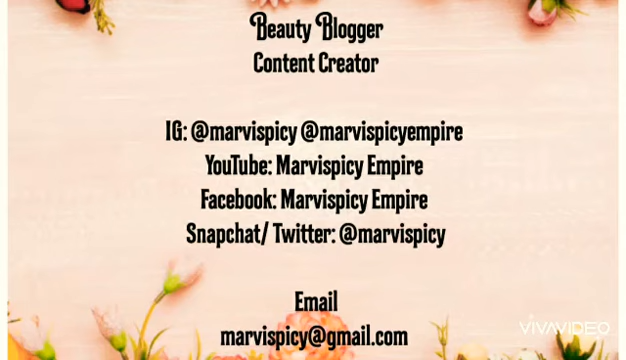 Beauty Blogger
Content Creator
IG: @marvispicy @marvispicyempire
YouTube: Marvispicy Empire
Facebook: Marvispicy Empire
Snapchat/ Twitter: @marvispicy
Email
marvispicy@gmail.com
VIVAVIDEO